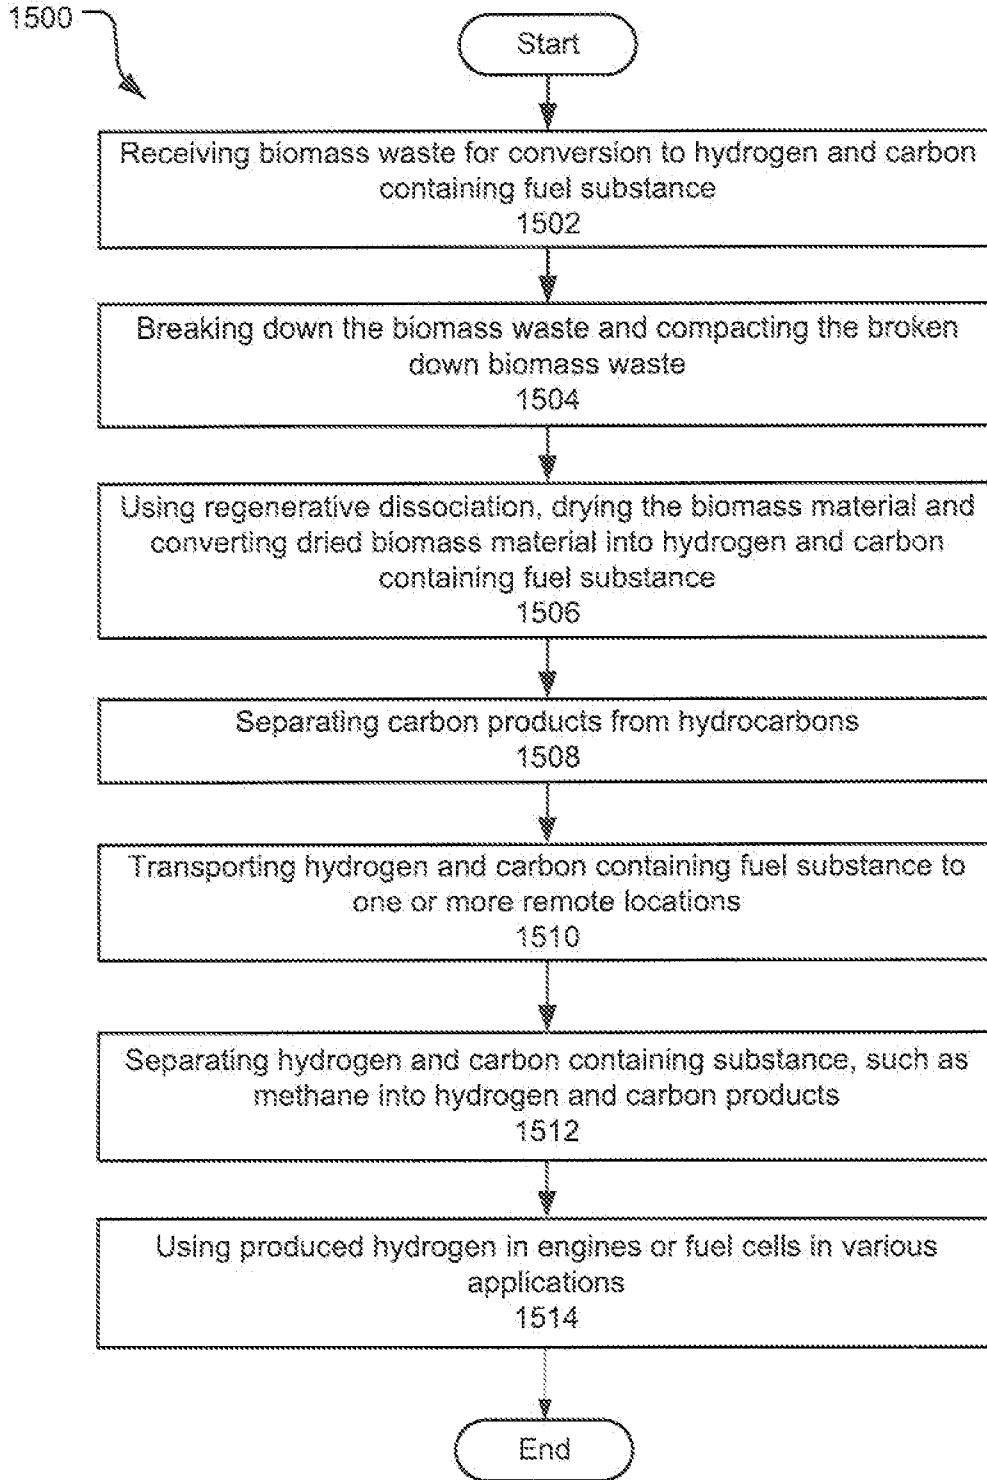 1500
Start
Receiving biomass waste for conversion to hydrogen and carbon
containing fuel substance
1502
Breaking down the biomass waste and compacting the broken
down biomass waste
1504
Using regenerative dissociation, drying the biomass material and
converting dried biomass material into hydrogen and carbon
containing fuel substance
1506
Separating carbon products from hydrocarbons
1508
Transporting hydrogen and carbon containing fuel substance to
one or more remote locations
1510
Separating hydrogen and carbon containing substance, such as
methane into hydrogen and carbon products
1512
Using produced hydrogen in engines or fuel cells in various
applications
1514
End